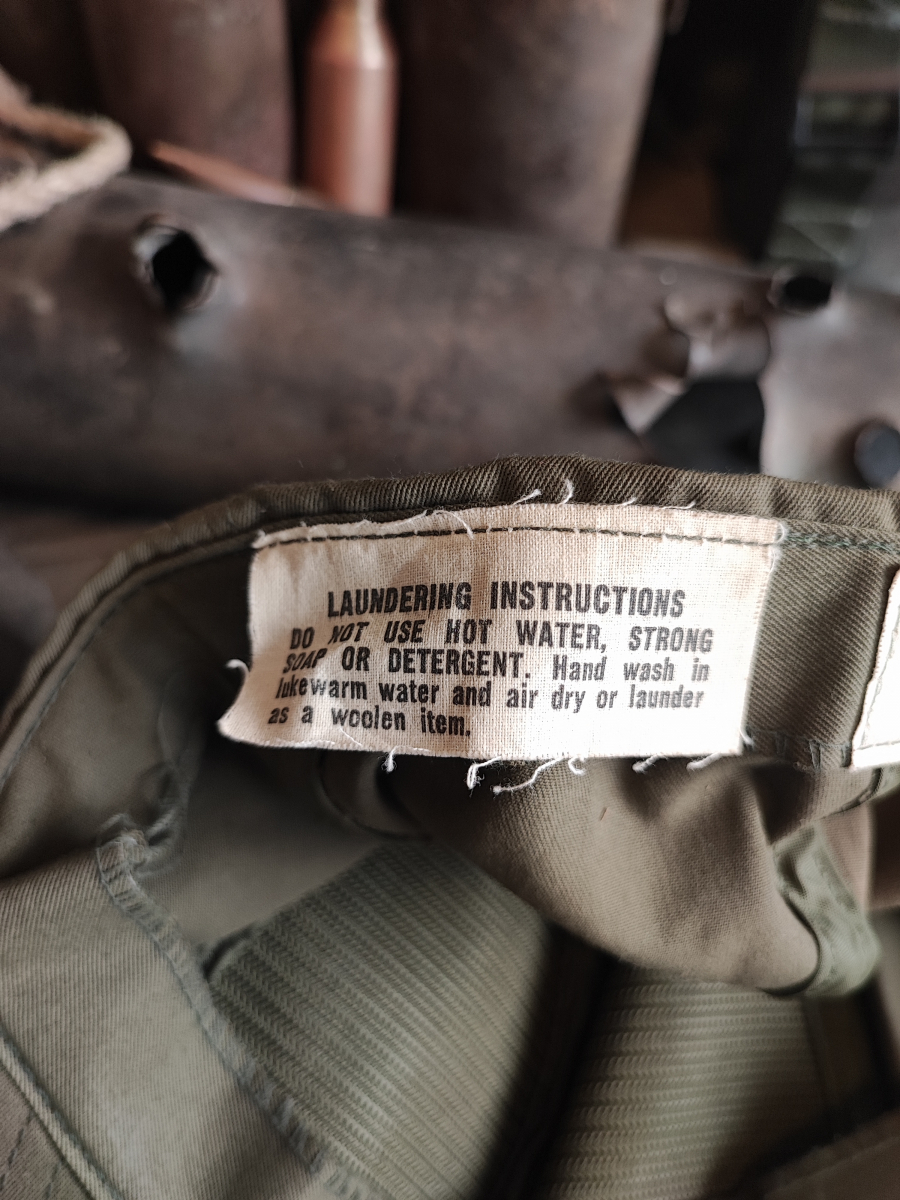 LAUNDERING INSTRUCTIONS
DO NOT USE HOT WATER, STRONG
SOAP OR DETERGENT. Hand wash in
lukewarm water and air dry or launder
as a woolen item.